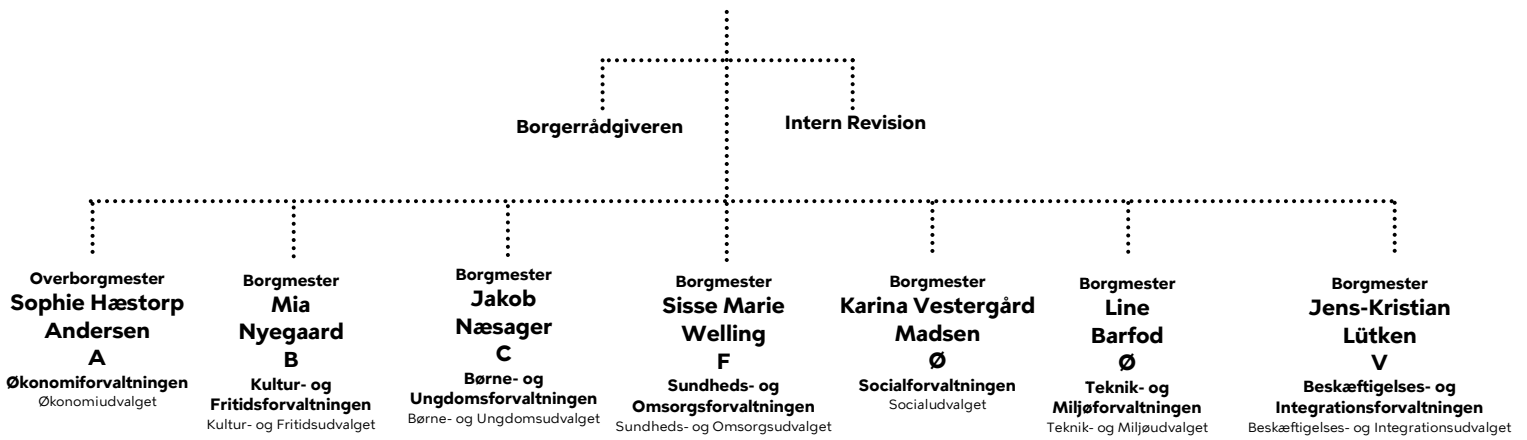 Borgerrådgiveren
Intern Revision
Overborgmester
Sophie Hæstorp
Andersen
A
Økonomiforvaltningen
Økonomiudvalget
Borgmester
Mia
Nyegaard
B
Kultur- og
Fritidsforvaltningen
Kultur- og Fritidsudvalget
Borgmester
Jakob
Næsager
C
Børne- og
Ungdomsforvaltningen
Børne- og Ungdomsudvalget
Borgmester
Sisse Marie
Welling
F
Sundheds- og
Omsorgsforvaltningen
Sundheds- og Omsorgsudvalget
Borgmester
Karina Vestergård
Madsen
Ø
Socialforvaltningen
Socialudvalget
Borgmester
Line
Barfod
Ø
Teknik- og
Miljøforvaltningen
Teknik- og Miljøudvalget
Borgmester
Jens-Kristian
Lütken
V
Beskæftigelses- og
Integrationsforvaltningen
Beskæftigelses- og Integrationsudvalget